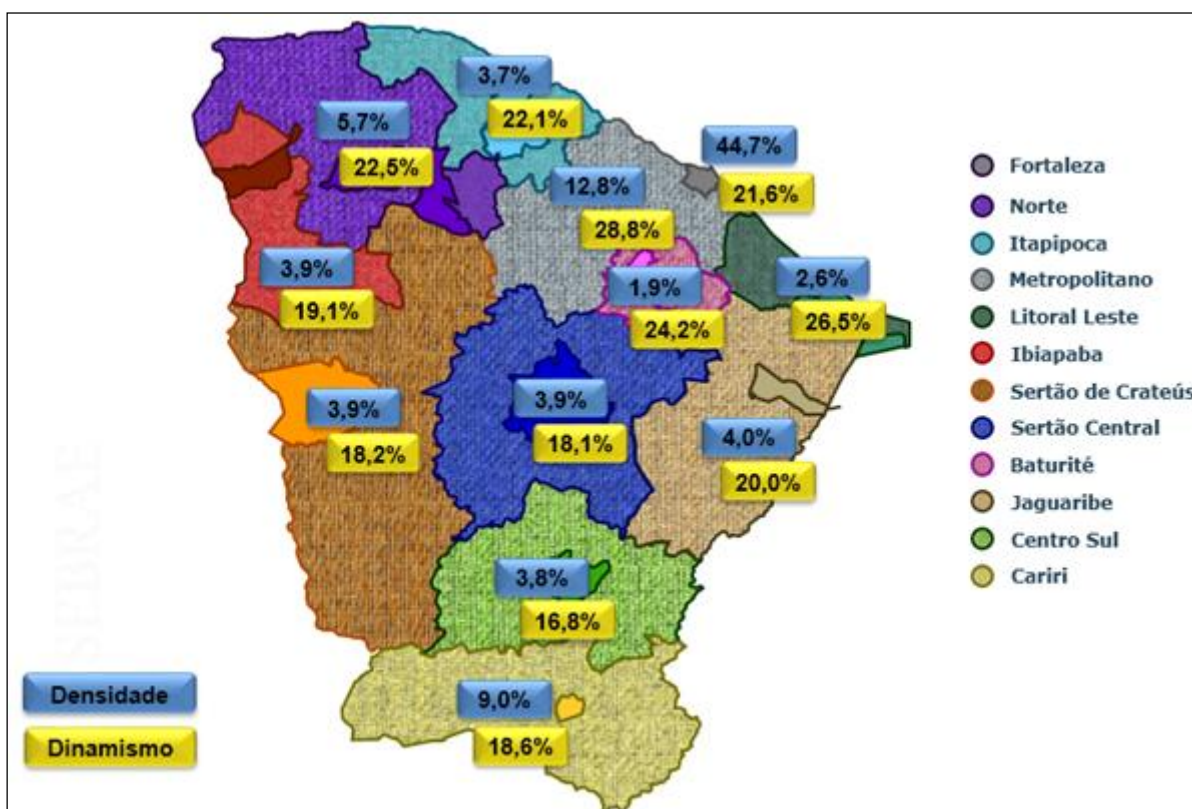 3,7%
22,1%
5,7%
22,5%
44,7%
21,6%
12,8%
28,8%
3,9%
19,1%
1,9%
24,2%
2,6%
26,5%
3,9%
18,2%
3,9%
18,1%
4,0%
20,0%
3,8%
16,8%
9,0%
18,6%
Fortaleza
Norte
Itapipoca
Metropolitano
Litoral Leste
Ibiapaba
Sertão de Crateús
Sertão Central
Baturité
Jaguaribe
Centro Sul
Cariri
Densidade
Dinamismo
SEBRAE